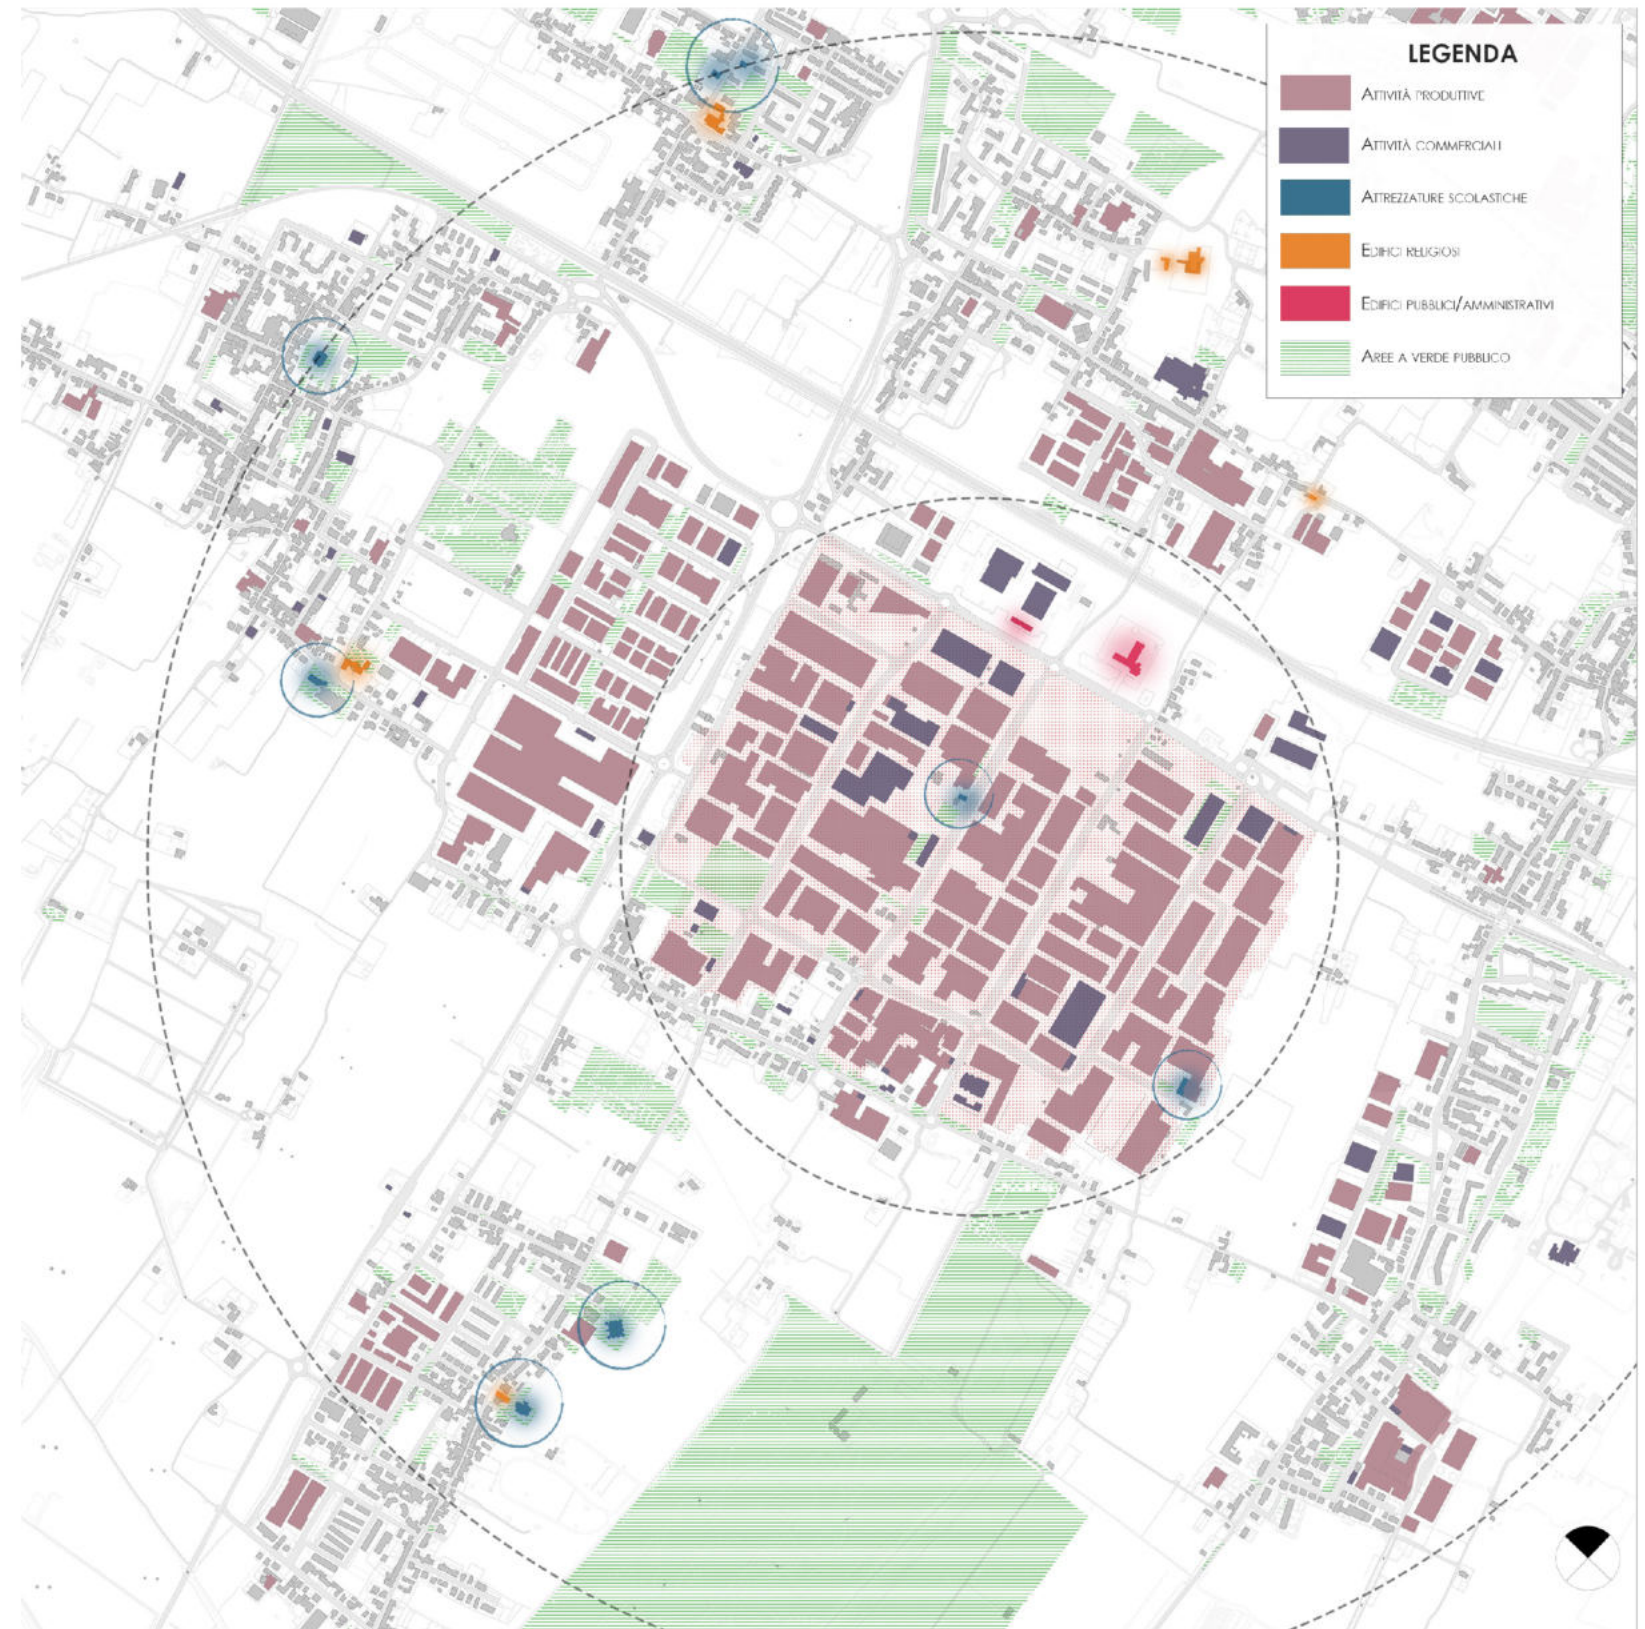 LEGENDA
ATTIVITÀ PRODUTTIVE
ATTIVITÀ COMMERCIALI
ATTREZZATURE SCOLASTICHE
EDIFICI RELIGIOSI
EDIFICI PUBBLICI/AMMINISTRATIVI
AREE A VERDE PUBBLICO